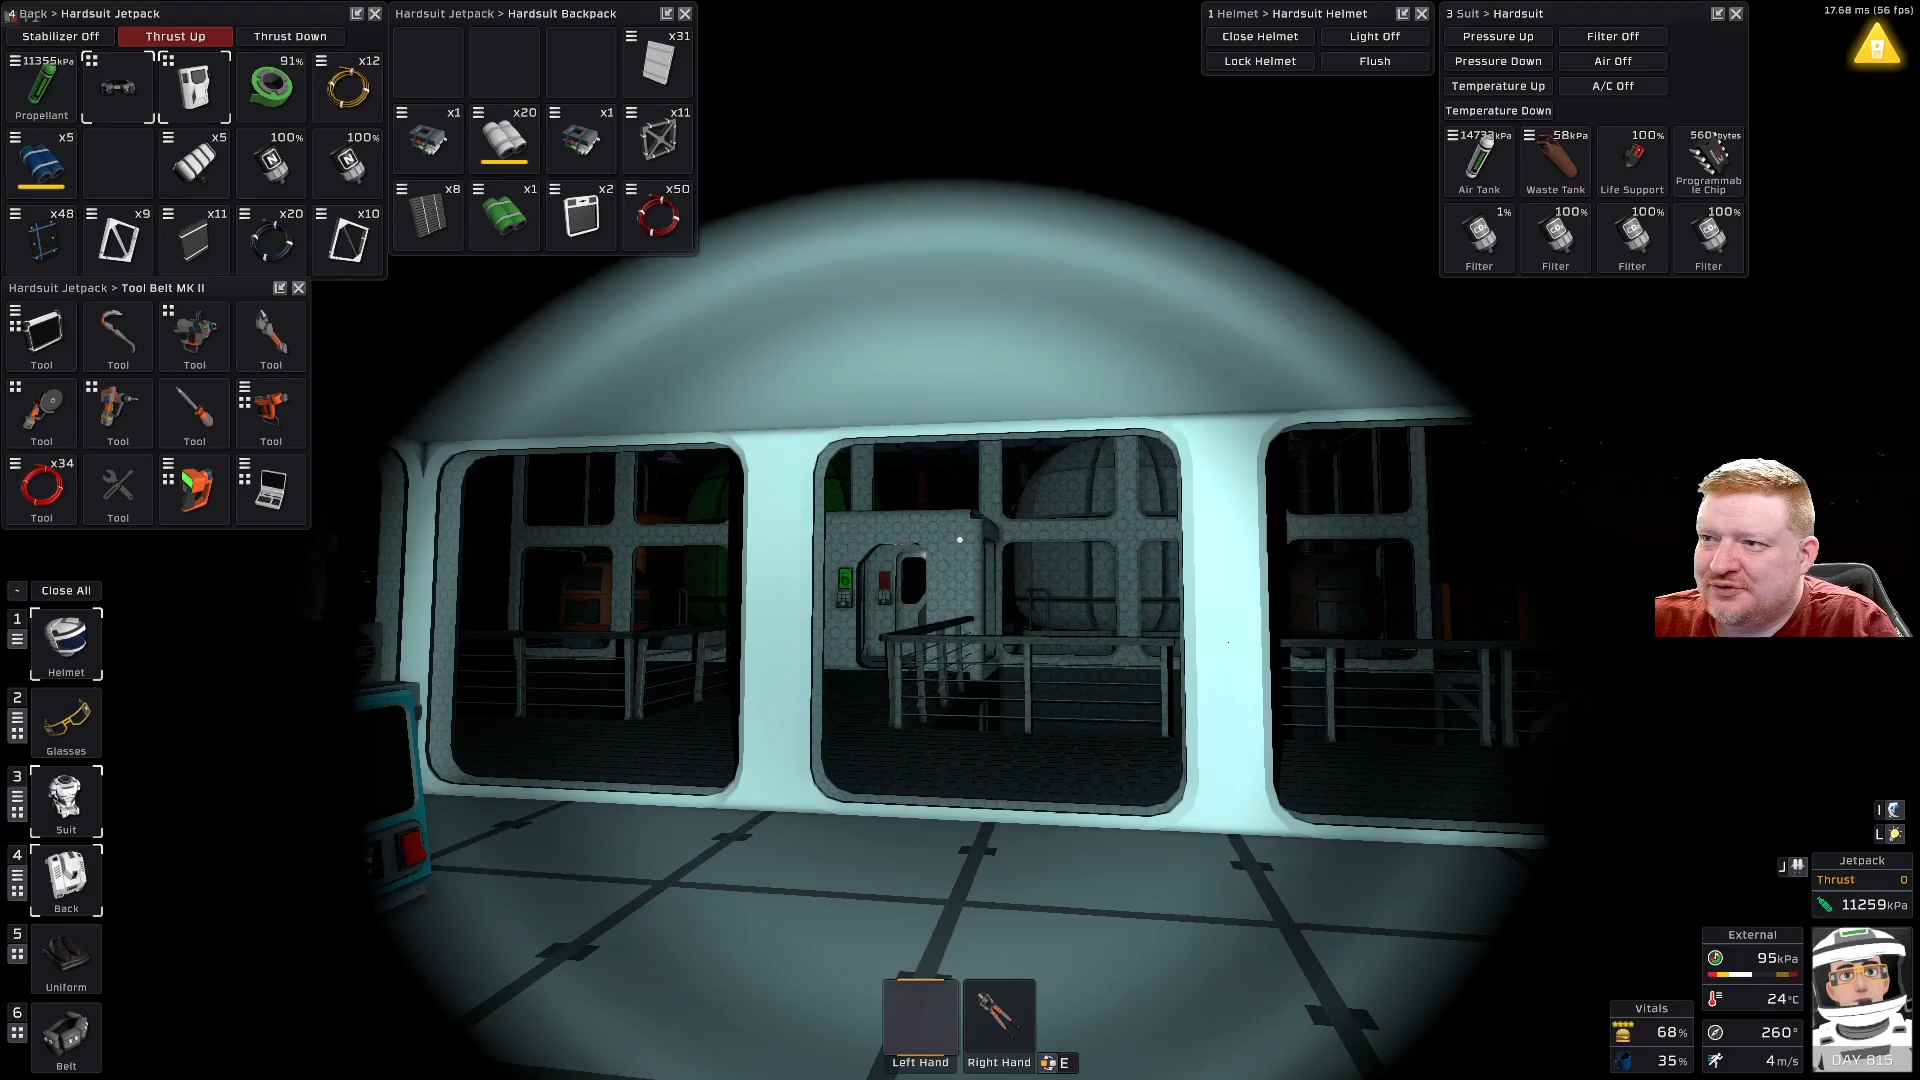 4 Back > Hardsuit Jetpack
Stabilizer Off
Thrust Up
Thrust Down
11355kPa
Propellant
91%
x12
x5
x5
100%
100%
x48
x9
x11
x20
x10
Hardsuit Jetpack > Hardsuit Backpack
x31
x1
x20
x1
x11
x8
x1
x2
x50
Hardsuit Jetpack > Tool Belt MK II
Tool
Tool
Tool
Tool
Tool
Tool
Tool
Tool
x34
Tool
Tool
1 Helmet > Hardsuit Helmet
Close Helmet
Light Off
Lock Helmet
Flush
3 Suit > Hardsuit
Pressure Up
Filter Off
Pressure Down
Air Off
Temperature Up
A/C Off
Temperature Down
Air Tank
58kPa
Waste Tank
100%
Life Support
Programmab
le Chip
1%
Filter
100%
Filter
100%
Filter
100%
Filter
17.68 ms (56 fps)
~
Close All
1
Helmet
2
Glasses
3
Suit
4
Back
5
Uniform
6
Belt
Left Hand
Right Hand
E
I
L
J
Jetpack
Thrust 0
11259kPa
External
95kPa
24°C
260°
4m/s
Vitals
68%
35%
DAY 815